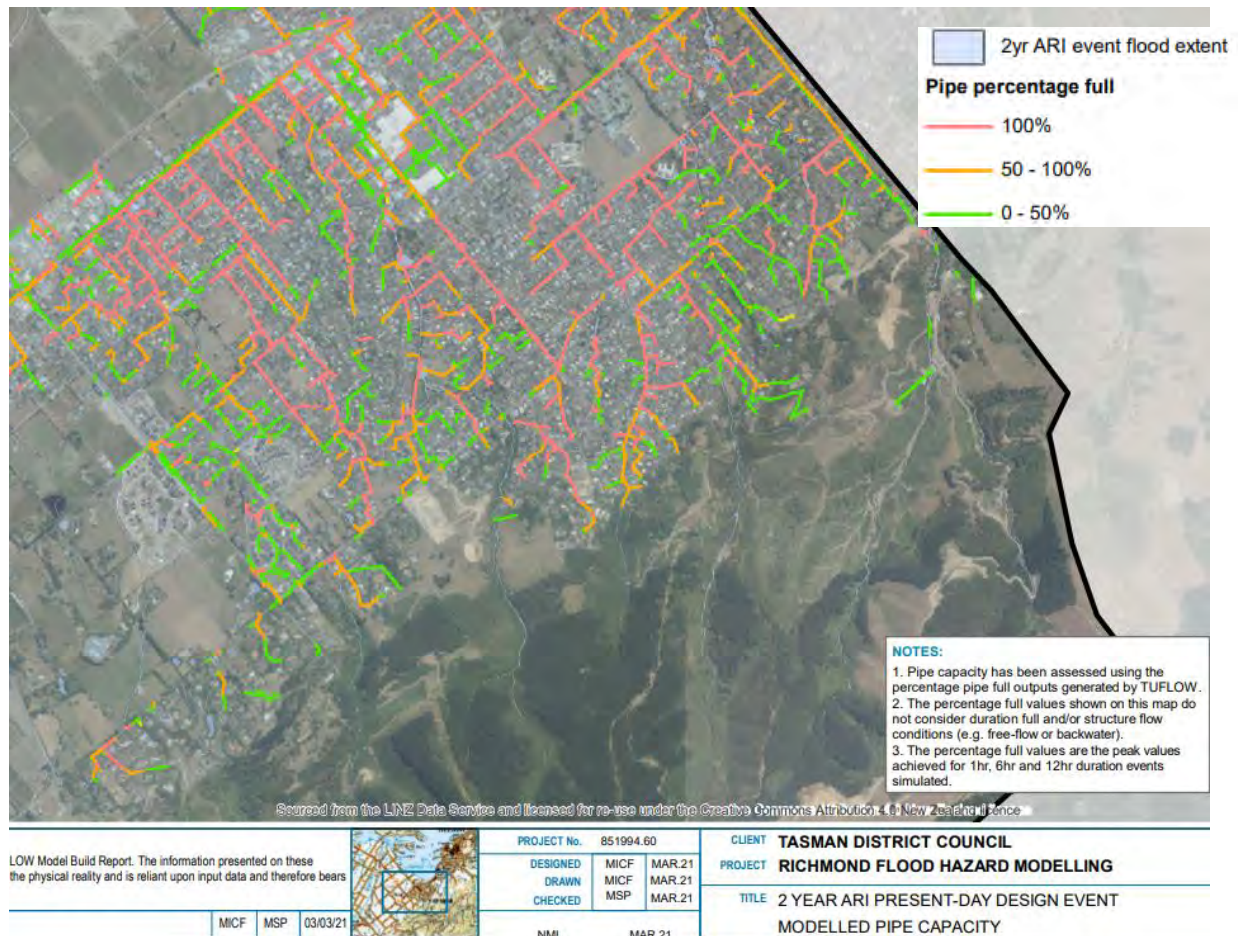 2yr ARI event flood extent
Pipe percentage full
100%
50 - 100%
0 - 50%
NOTES:
1. Pipe capacity has been assessed using the
percentage pipe full outputs generated by TUFLOW.
2. The percentage full values shown on this map do
not consider duration full and/or structure flow
conditions (e.g. free-flow or backwater).
3. The percentage full values are the peak values
achieved for 1hr, 6hr and 12hr duration events
simulated.
Sourced from the LINZ Data Service and licensed for re-use under the Creative Commons Attribution 4.0 New Zealand licence
LOW Model Build Report. The information presented on these
the physical reality and is reliant upon input data and therefore bears
MICF MSP 03/03/21
PROJECT No. 851994.60
DESIGNED MICF MAR.21
DRAWN MICF MAR.21
CHECKED MSP MAR.21
MAR.21
CLIENT TASMAN DISTRICT COUNCIL
PROJECT RICHMOND FLOOD HAZARD MODELLING
TITLE 2 YEAR ARI PRESENT-DAY DESIGN EVENT
MODELLED PIPE CAPACITY